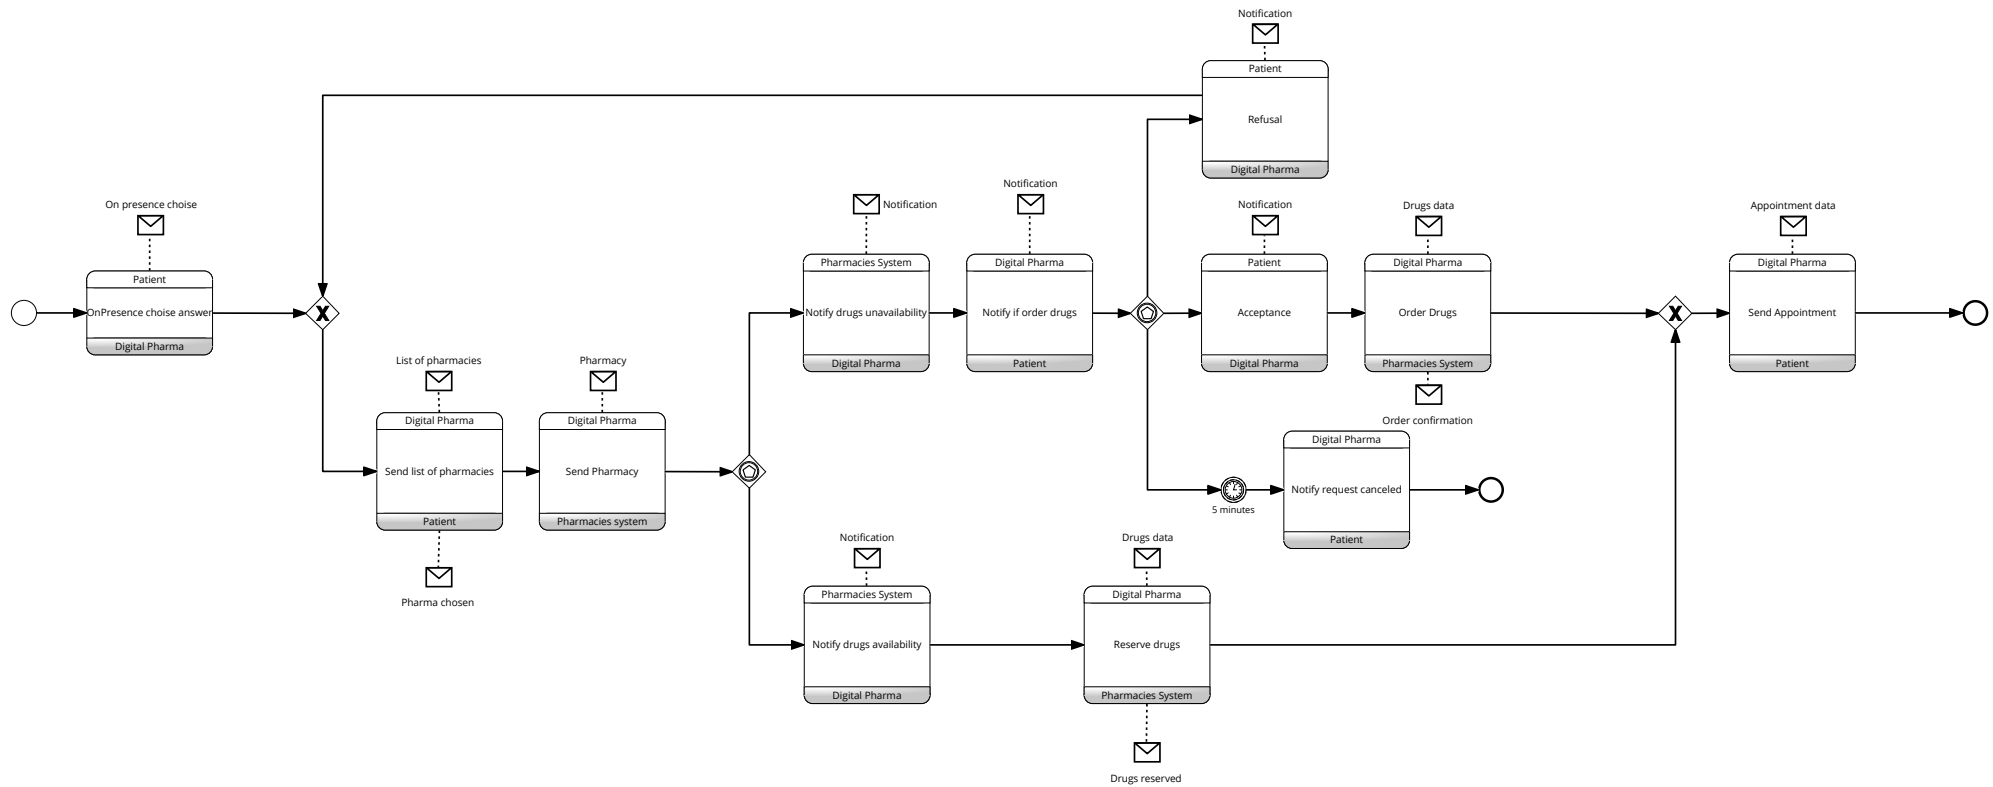 Notification
Patient
Refusal
Digital Pharma
On presence choise
Patient
OnPresence choise answer
Digital Pharma
List of pharmacies
Digital Pharma
Send list of pharmacies
Patient
Pharma chosen
Pharmacy
Digital Pharma
Send Pharmacy
Pharmacies system
Notification
Pharmacies System
Notify drugs unavailability
Digital Pharma
Notification
Digital Pharma
Notify if order drugs
Patient
Notification
Patient
Acceptance
Digital Pharma
Drugs data
Digital Pharma
Order Drugs
Pharmacies System
Order confirmation
5 minutes
Digital Pharma
Notify request canceled
Patient
Notification
Pharmacies System
Notify drugs availability
Digital Pharma
Drugs data
Digital Pharma
Reserve drugs
Pharmacies System
Drugs reserved
Appointment data
Digital Pharma
Send Appointment
Patient